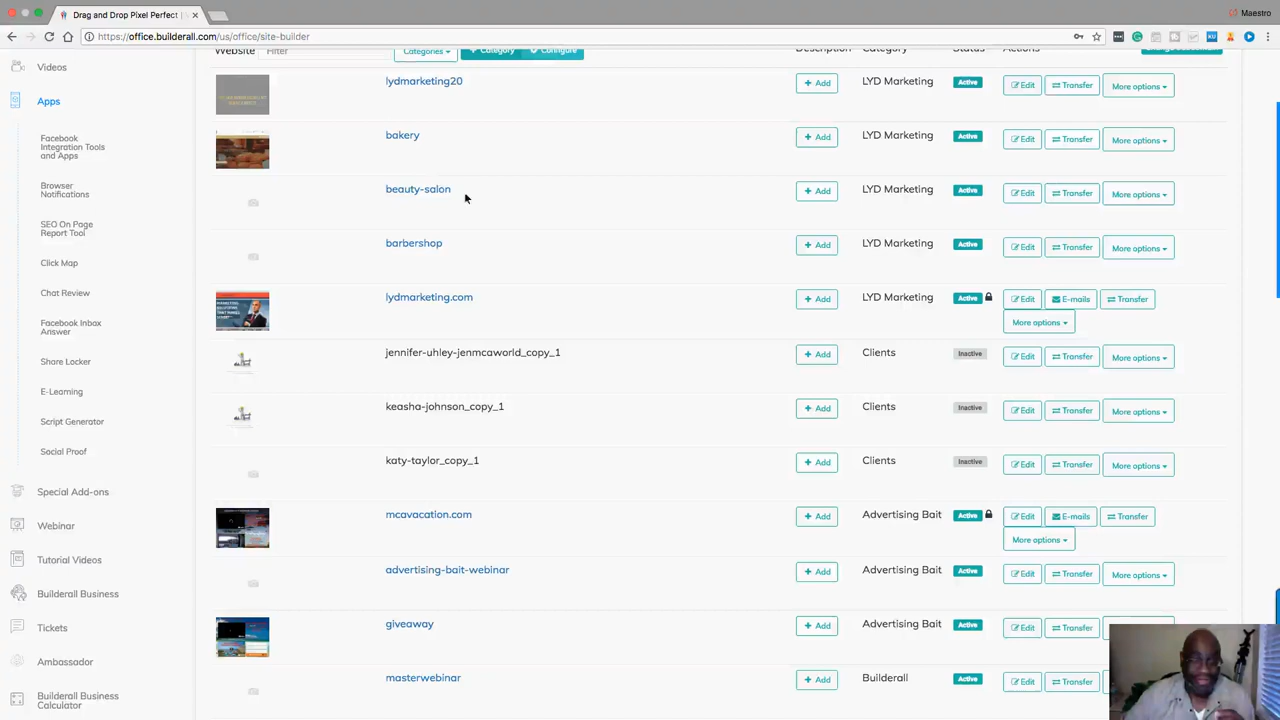 Drag and Drop Pixel Perfect |
Maestro
https://office.builderall.com/us/office/site-builder
Website
Filter
Categories
+ Category
Configure
Description
Category
Status
Actions
Videos
Apps
Facebook
Integration Tools
and Apps
Browser
Notifications
SEO On Page
Report Tool
Click Map
Chat Review
Facebook Inbox
Answer
Share Locker
E-Learning
Script Generator
Social Proof
Special Add-ons
Webinar
Tutorial Videos
Builderall Business
Tickets
Ambassador
Builderall Business
Calculator
lydmarketing20 + Add LYD Marketing Active Edit Transfer More options
bakery + Add LYD Marketing Active Edit Transfer More options
beauty-salon + Add LYD Marketing Active Edit Transfer More options
barbershop + Add LYD Marketing Active Edit Transfer More options
lydmarketing.com + Add LYD Marketing Active Edit E-mails Transfer
More options
jennifer-uhley-jenmcaworld_copy_1 + Add Clients Inactive Edit Transfer More options
keasha-johnson_copy_1 + Add Clients Inactive Edit Transfer More options
katy-taylor_copy_1 + Add Clients Inactive Edit Transfer More options
mcavacation.com + Add Advertising Bait Active Edit E-mails Transfer
More options
advertising-bait-webinar + Add Advertising Bait Active Edit Transfer More options
giveaway + Add Advertising Bait Active Edit Transfer
masterwebinar + Add Builderall Active Edit Transfer